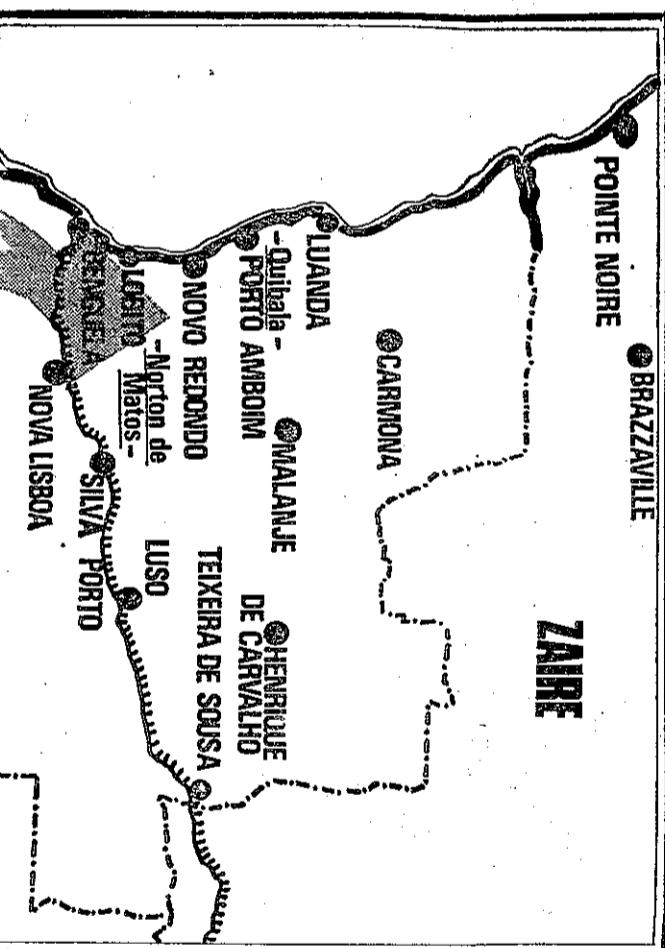 POINTE NOIRE
BRAZZAVILLE
ZAIRE
CARMONA
LUANDA
-Quibala-
PORTO AMBOIM
MALANJE
HENRIQUE
DE CARVALHO
NOVO REDONDO
TEIXEIRA DE SOUSA
LOBITO
-Norton de
Matos-
LUSO
BENGUELA
SILVA PORTO
NOVA LISBOA